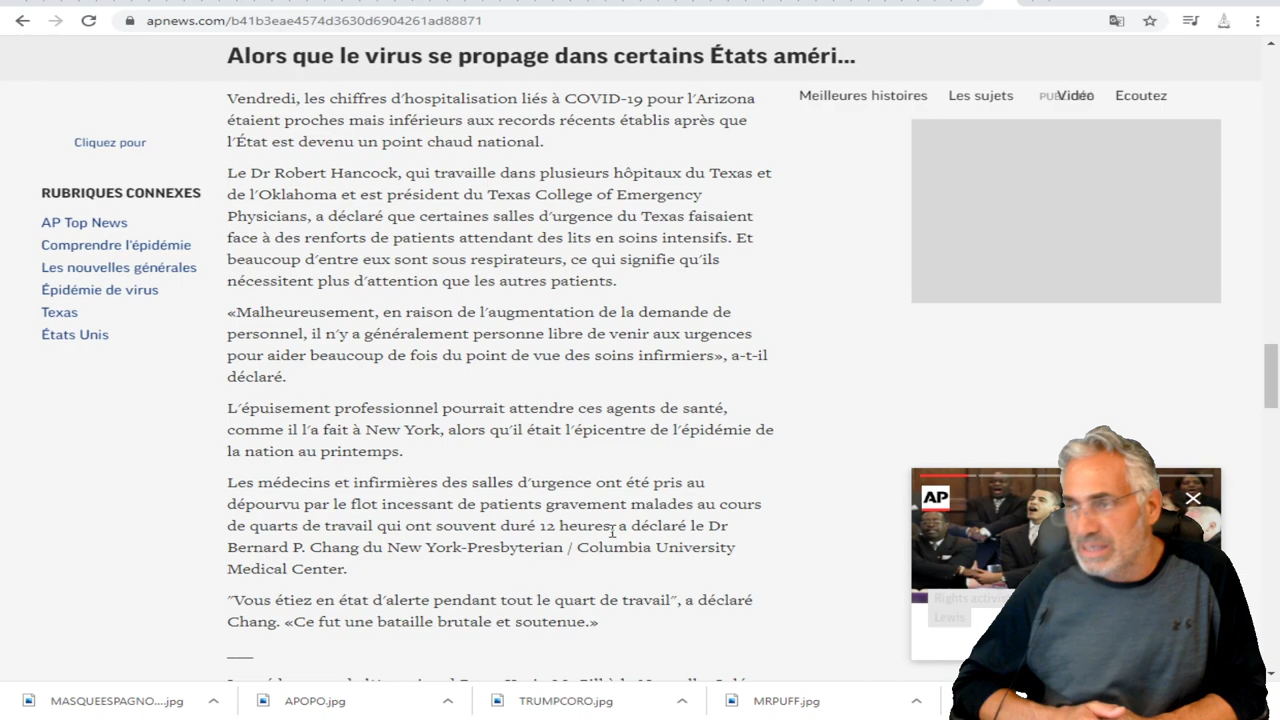 apnews.com/b41b3eae4574d3630d6904261ad88871
Alors que le virus se propage dans certains États améri...
Meilleures histoires
Les sujets
Vidéo
Ecoutez
Cliquez pour
RUBRIQUES CONNEXES
AP Top News
Comprendre l'épidémie
Les nouvelles générales
Épidémie de virus
Texas
États Unis
Vendredi, les chiffres d'hospitalisation liés à COVID-19 pour l'Arizona
étaient proches mais inférieurs aux records récents établis après que
l'État est devenu un point chaud national.
Le Dr Robert Hancock, qui travaille dans plusieurs hôpitaux du Texas et
de l'Oklahoma et est président du Texas College of Emergency
Physicians, a déclaré que certaines salles d'urgence du Texas faisaient
face à des renforts de patients attendant des lits en soins intensifs. Et
beaucoup d'entre eux sont sous respirateurs, ce qui signifie qu'ils
nécessitent plus d'attention que les autres patients.
«Malheureusement, en raison de l'augmentation de la demande de
personnel, il n'y a généralement personne libre de venir aux urgences
pour aider beaucoup de fois du point de vue des soins infirmiers», a-t-il
déclaré.
L'épuisement professionnel pourrait attendre ces agents de santé,
comme il l'a fait à New York, alors qu'il était l'épicentre de l'épidémie de
la nation au printemps.
Les médecins et infirmières des salles d'urgence ont été pris au
dépourvu par le flot incessant de patients gravement malades au cours
de quarts de travail qui ont souvent duré 12 heures, a déclaré le Dr
Bernard P. Chang du New York-Presbyterian / Columbia University
Medical Center.
"Vous étiez en état d'alerte pendant tout le quart de travail", a déclaré
Chang. «Ce fut une bataille brutale et soutenue.»
AP
Rights
Lewis
MASQUEESPAGNO....jpg
APOPO.jpg
TRUMPCORO.jpg
MRPUFF.jpg